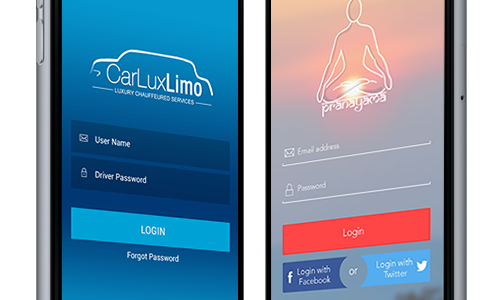 CarLuxLimo
LUXURY CHAUFFEURED SERVICES
User Name
Driver Password
LOGIN
Forgot Password
pranayama
Email address
Password
Login
Login with
Facebook
or
Login with
Twitter